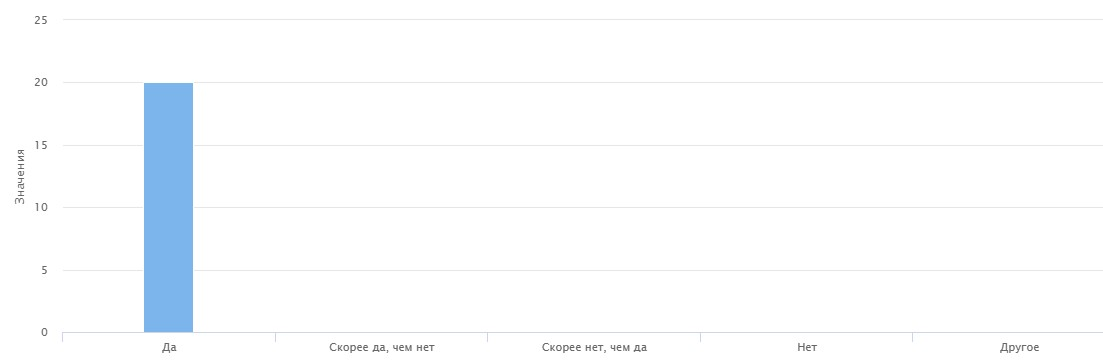 25
20
15
10
5
0
Значения
Да
Скорее да, чем нет
Скорее нет, чем да
Нет
Другое